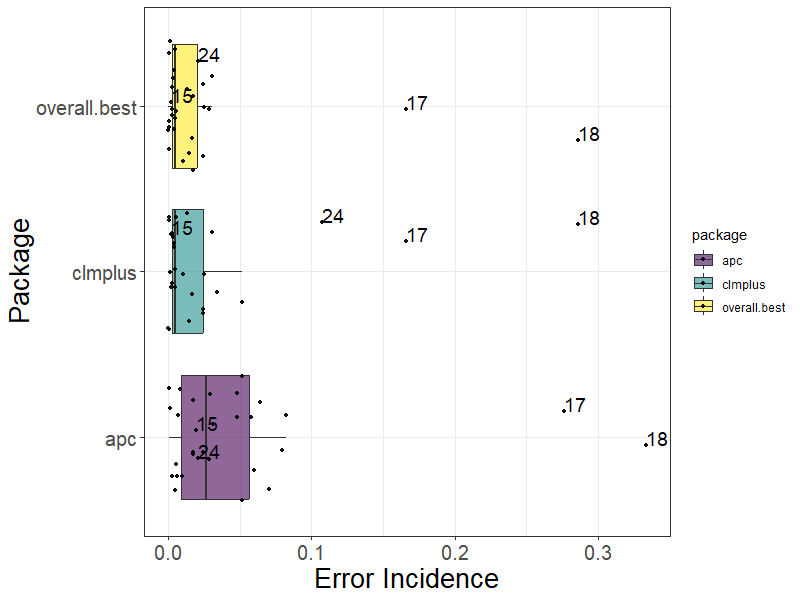 24
overall.best
15
17
18
24
18
clmplus
15
17
17
apc
15
18
24
0.0
0.1
0.2
0.3
Error Incidence
Package
package
apc
clmplus
overall.best